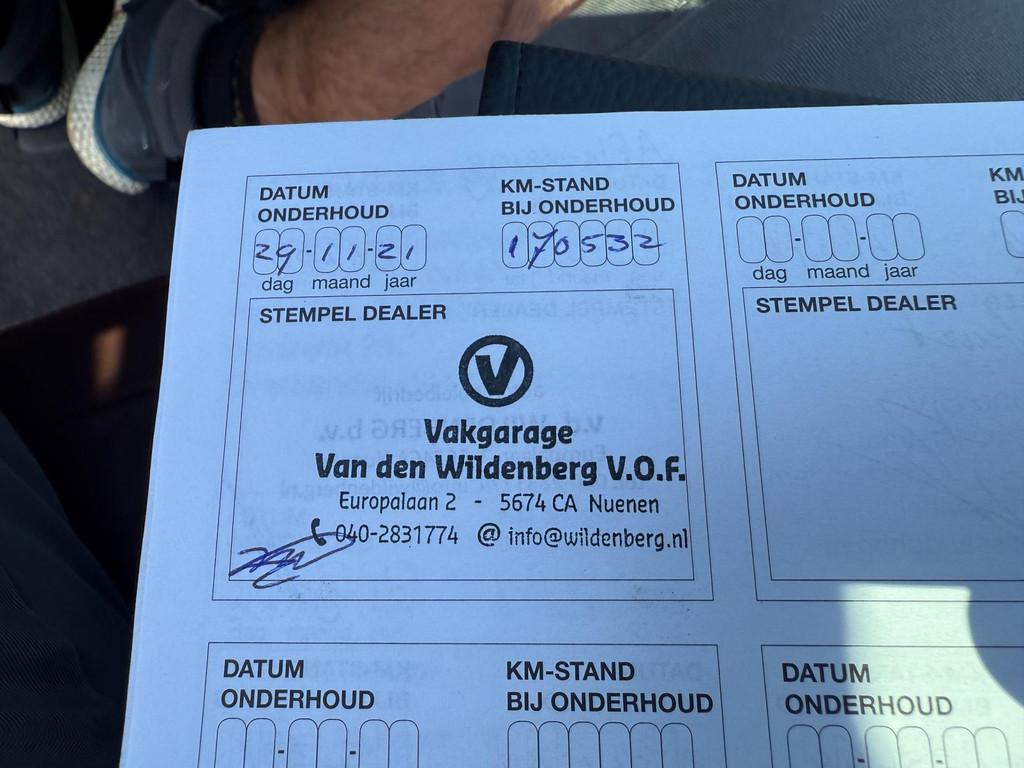 DATUM
ONDERHOUD
29-11-21
dag maand jaar
KM-STAND
BIJ ONDERHOUD
170532
STEMPEL DEALER
V
Vakgarage
Van den Wildenberg V.O.F.
Europalaan 2 - 5674 CA Nuenen
040-2831774 @ info@wildenberg.nl
DATUM
ONDERHOUD
- -
dag maand jaar
KM
BIJ
STEMPEL DEALER
DATUM
ONDERHOUD
- -
KM-STAND
BIJ ONDERHOUD
DATUM
ONDERHOUD
- -